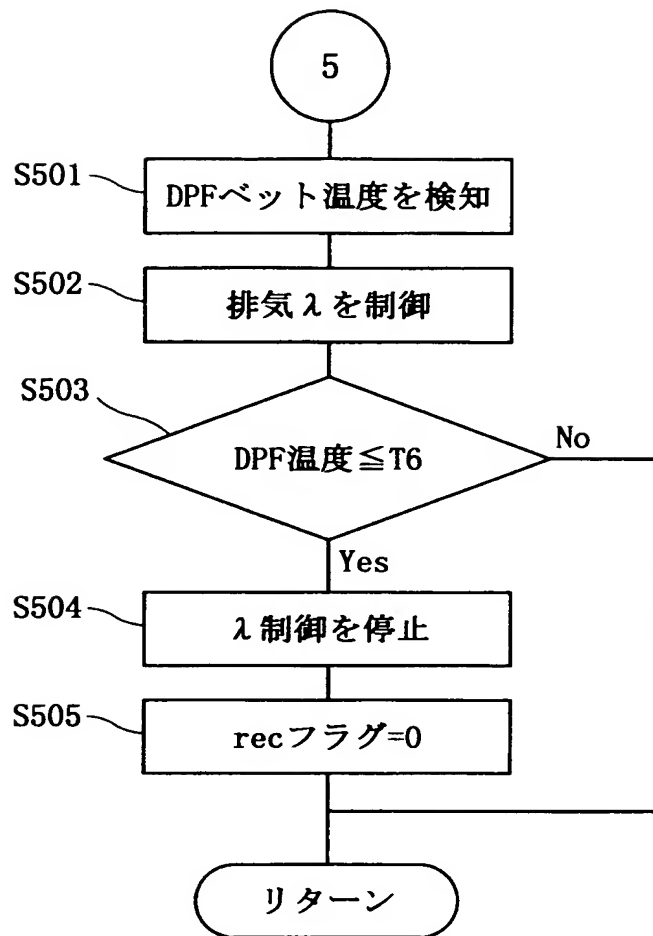 5
S501
DPFベット温度を検知
S502
排気λを制御
S503
DPF温度≦T6
No
Yes
S504
λ制御を停止
S505
recフラグ=0
リターン